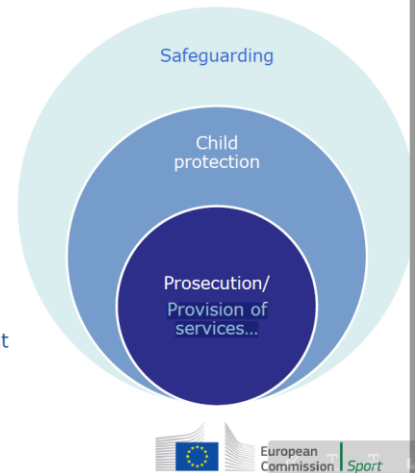 Safeguarding
Child
protection
Prosecution/
Provision of
services...
t
European
Commission
Sport